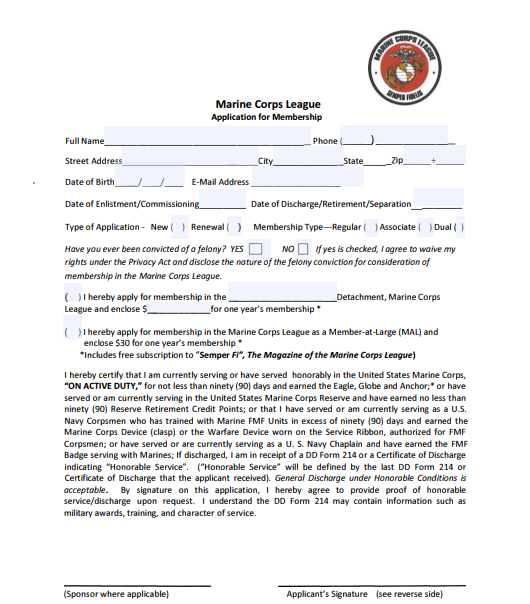 MARINE CORPS LEAGUE
SEMPER FIDELIS
Marine Corps League
Application for Membership
Full Name___ Phone (___)___
Street Address___ City___ State___ Zip___+___
Date of Birth___/___/___ E-Mail Address ___
Date of Enlistment/Commissioning___ Date of Discharge/Retirement/Separation___
Type of Application - New ( ) Renewal ( ) Membership Type---Regular ( ) Associate ( ) Dual ( )
Have you ever been convicted of a felony? YES NO If yes is checked, I agree to waive my
rights under the Privacy Act and disclose the nature of the felony conviction for consideration of
membership in the Marine Corps League.
( ) I hereby apply for membership in the ___Detachment, Marine Corps
League and enclose $___for one year's membership *
( ) I hereby apply for membership in the Marine Corps League as a Member-at-Large (MAL) and
enclose $30 for one year's membership *
*Includes free subscription to "Semper Fi", The Magazine of the Marine Corps League)
I hereby certify that I am currently serving or have served honorably in the United States Marine Corps,
"ON ACTIVE DUTY," for not less than ninety (90) days and earned the Eagle, Globe and Anchor;* or have
served or am currently serving in the United States Marine Corps Reserve and have earned no less than
ninety (90) Reserve Retirement Credit Points; or that I have served or am currently serving as a U.S.
Navy Corpsmen who has trained with Marine FMF Units in excess of ninety (90) days and earned the
Marine Corps Device (clasp) or Warfare Device worn on the Service Ribbon, authorized for FMF
Corpsmen; or have served or are currently serving as a U. S. Navy Chaplain and have earned the FMF
Badge serving with Marines; If discharged, I am in receipt of a DD Form 214 or a Certificate of Discharge
indicating "Honorable Service". ("Honorable Service" will be defined by the last DD Form 214 or
Certificate of Discharge that the applicant received). General Discharge under Honorable Conditions is
acceptable. By signature on this application, I hereby agree to provide proof of honorable
service/discharge upon request. I understand the DD Form 214 may contain information such as
military awards, training, and character of service.
(Sponsor where applicable) Applicant's Signature (see reverse side)